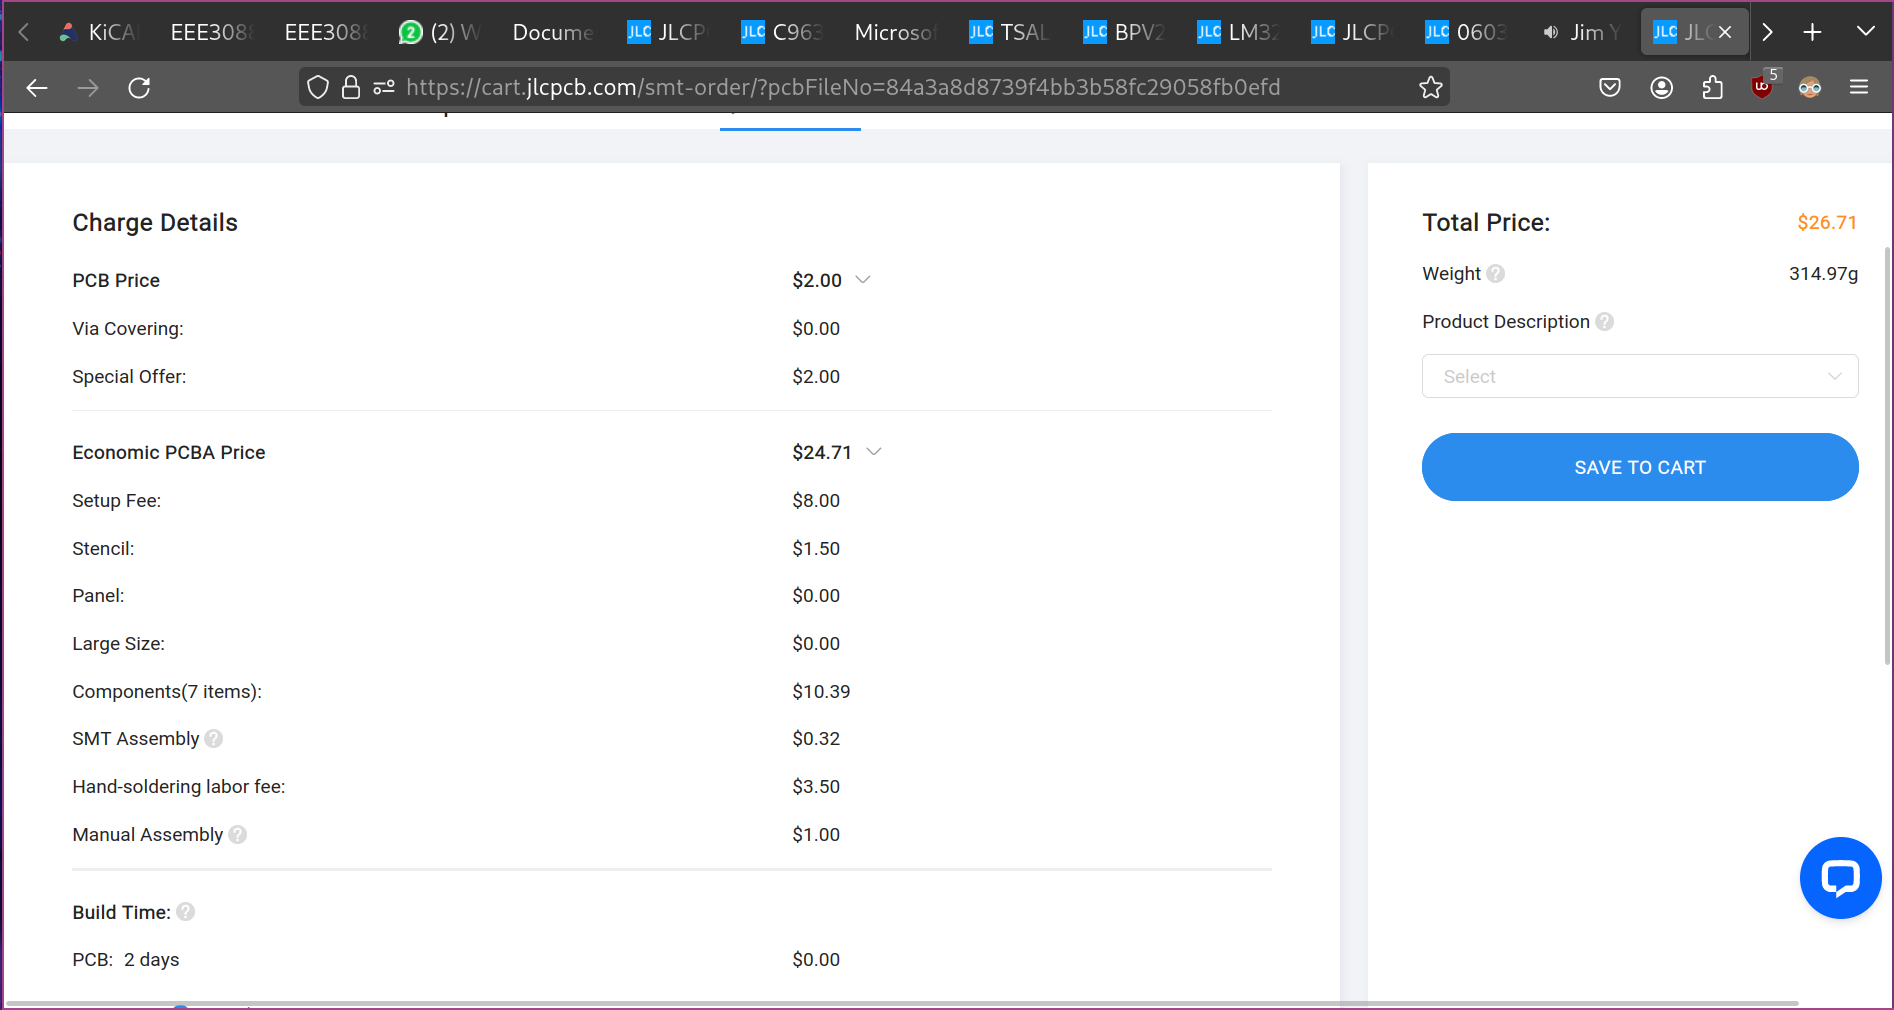 KiCA EEE308 EEE308 2 (2) W Docume JLC JLCP JLC C963 Microsof JLC TSAL JLC BPV2 JLC LM32 JLC JLCP JLC 0603 Jim Y JLC JLC
https://cart.jlcpcb.com/smt-order/?pcbFileNo=84a3a8d8739f4bb3b58fc29058fb0efd 5
Charge Details
PCB Price $2.00
Via Covering: $0.00
Special Offer: $2.00
Economic PCBA Price $24.71
Setup Fee: $8.00
Stencil: $1.50
Panel: $0.00
Large Size: $0.00
Components(7 items): $10.39
SMT Assembly ? $0.32
Hand-soldering labor fee: $3.50
Manual Assembly ? $1.00
Build Time: ?
PCB: 2 days $0.00
Total Price: $26.71
Weight ? 314.97g
Product Description ?
Select
SAVE TO CART